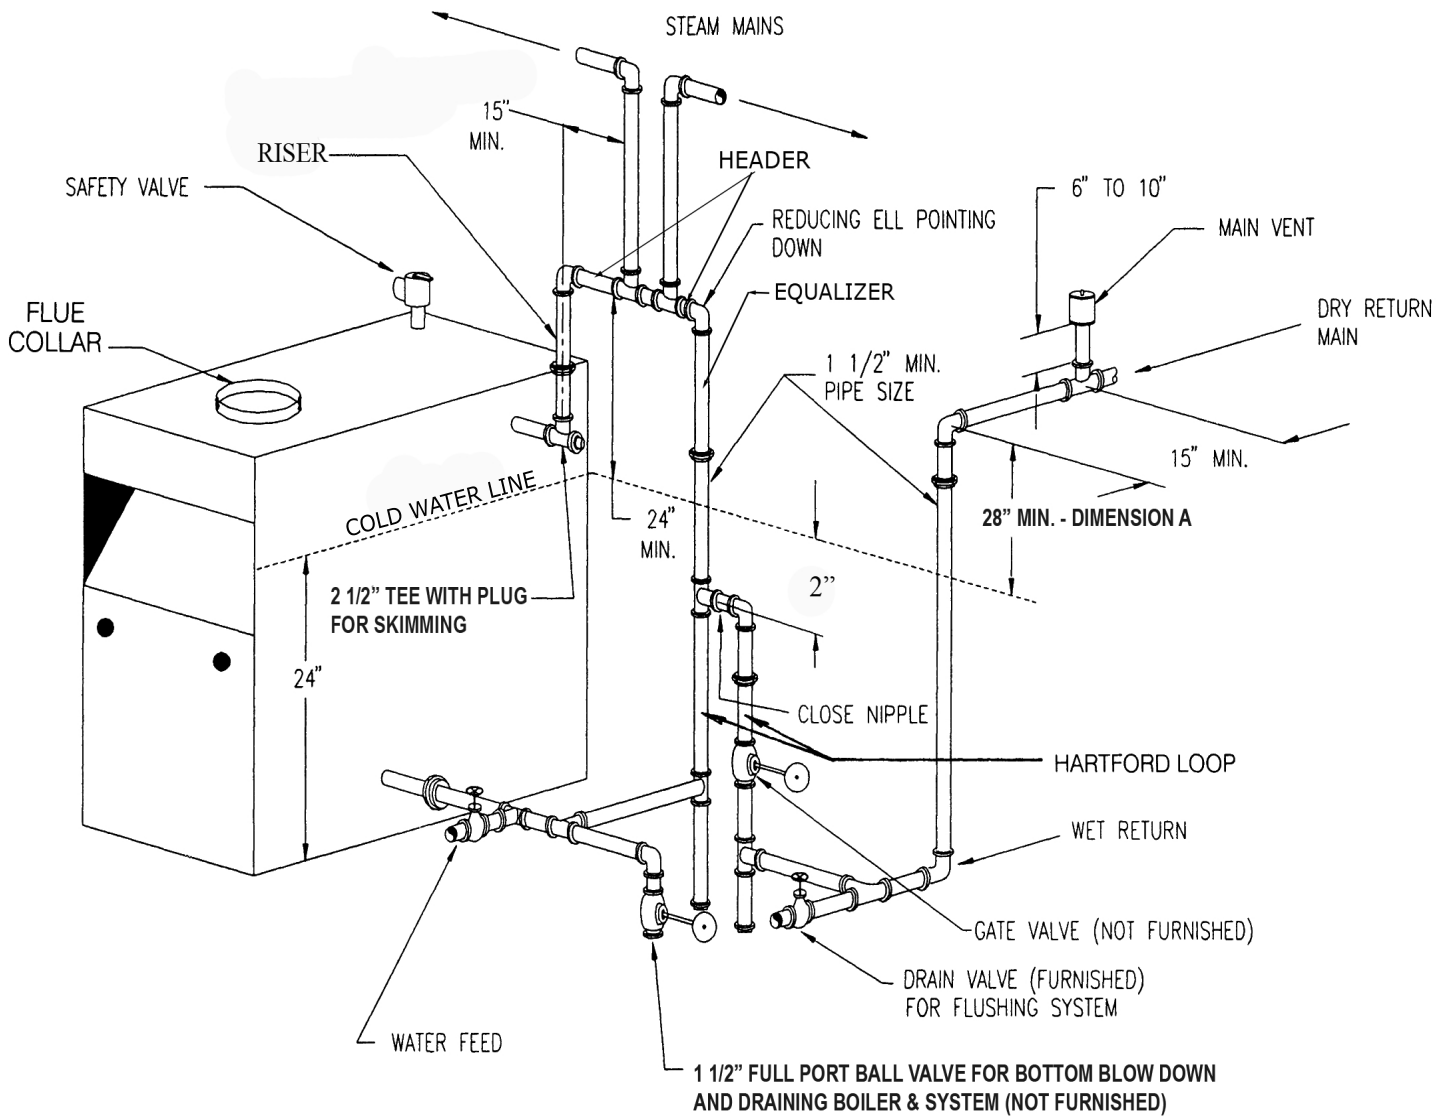 STEAM MAINS
15"
MIN.
RISER
HEADER
SAFETY VALVE
6" TO 10"
REDUCING ELL POINTING
DOWN
MAIN VENT
EQUALIZER
FLUE
COLLAR
DRY RETURN
MAIN
1 1/2" MIN.
PIPE SIZE
15" MIN.
COLD WATER LINE
24"
MIN.
28” MIN. - DIMENSION A
2”
2 1/2” TEE WITH PLUG
FOR SKIMMING
24”
CLOSE NIPPLE
HARTFORD LOOP
WET RETURN
GATE VALVE (NOT FURNISHED)
DRAIN VALVE (FURNISHED)
FOR FLUSHING SYSTEM
WATER FEED
1 1/2” FULL PORT BALL VALVE FOR BOTTOM BLOW DOWN
AND DRAINING BOILER & SYSTEM (NOT FURNISHED)